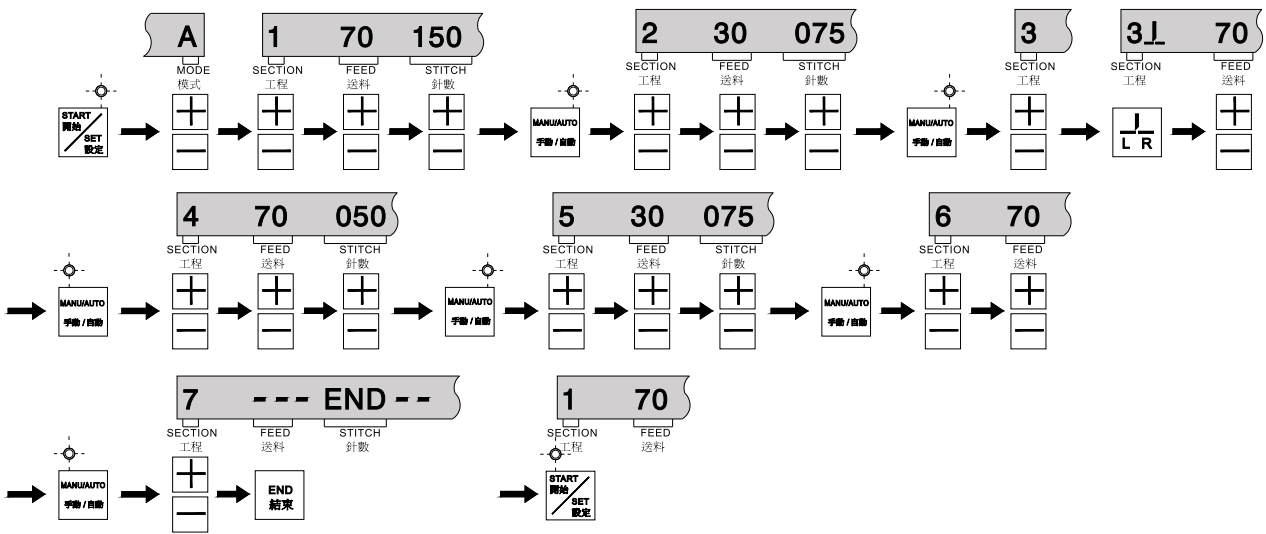 A
1 70 150
2 30 075
3
3⅃L 70
MODE
模式
SECTION
工程
FEED
送料
STITCH
針數
SECTION
工程
FEED
送料
STITCH
針數
SECTION
工程
SECTION
工程
FEED
送料
START
開始
SET
設定
MANU/AUTO
手動 / 自動
MANU/AUTO
手動 / 自動
L R
4 70 050
5 30 075
6 70
SECTION
工程
FEED
送料
STITCH
針數
SECTION
工程
FEED
送料
STITCH
針數
SECTION
工程
FEED
送料
MANU/AUTO
手動 / 自動
MANU/AUTO
手動 / 自動
MANU/AUTO
手動 / 自動
7 --- END --
1 70
SECTION
工程
FEED
送料
STITCH
針數
SECTION
工程
FEED
送料
MANU/AUTO
手動 / 自動
END
結束
START
開始
SET
設定